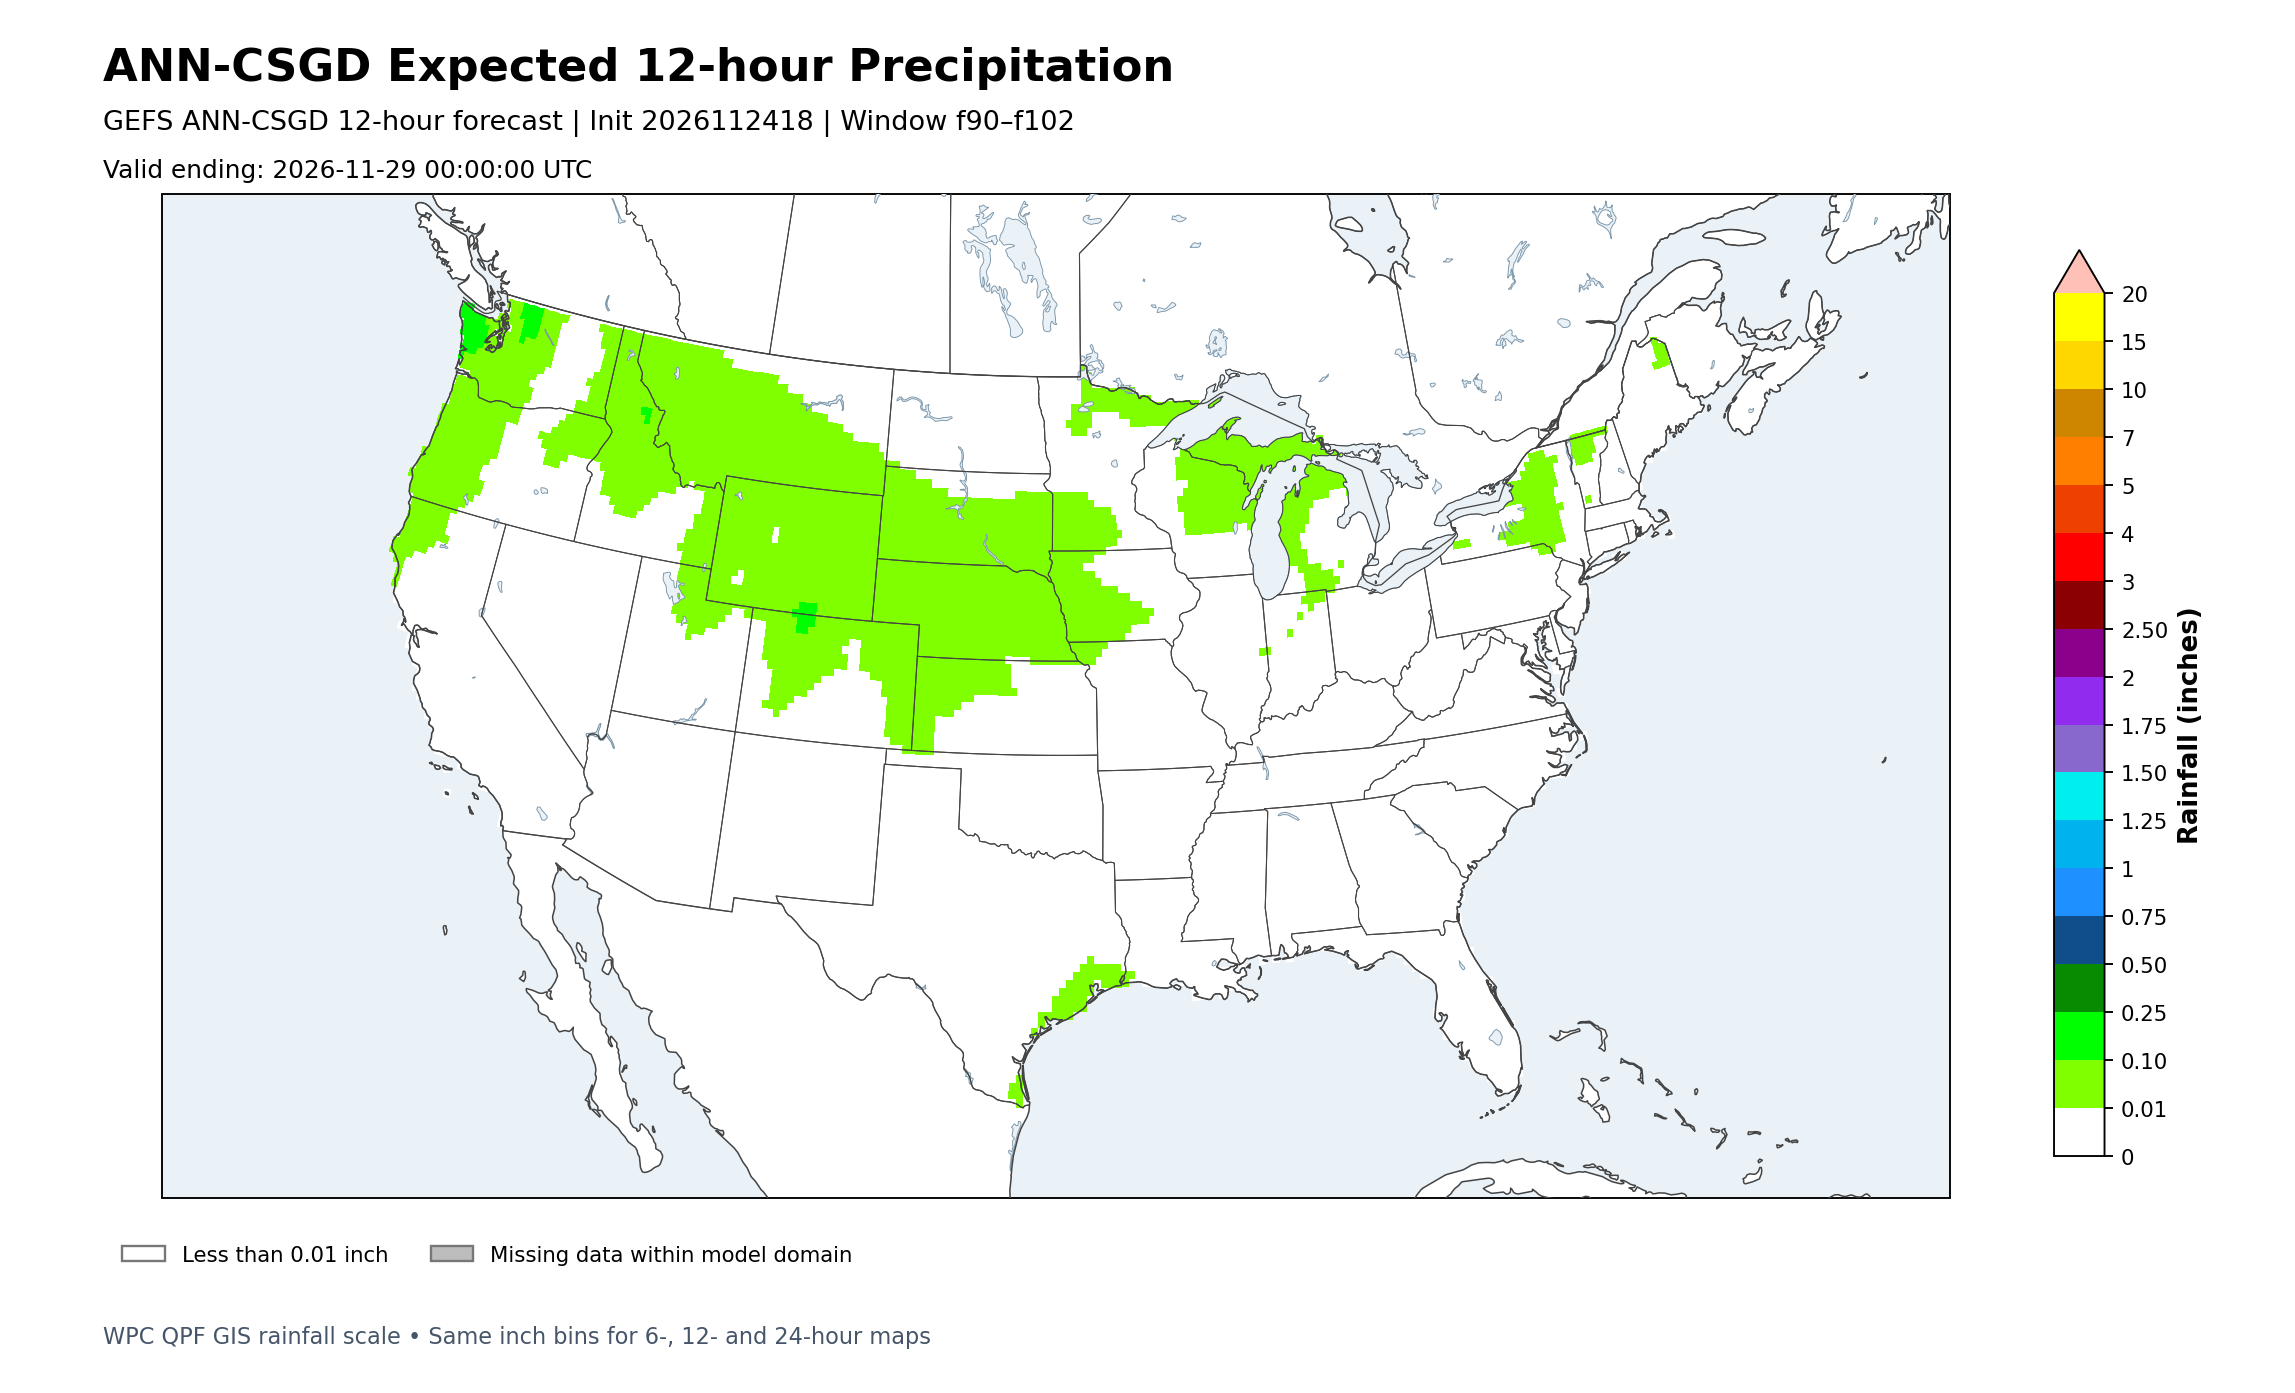 ANN-CSGD Expected 12-hour Precipitation
GEFS ANN-CSGD 12-hour forecast | Init 2026112418 | Window f90–f102
Valid ending: 2026-11-29 00:00:00 UTC
20
15
10
7
5
4
3
2.50
2
1.75
1.50
1.25
1
0.75
0.50
0.25
0.10
0.01
0
Rainfall (inches)
Less than 0.01 inch
Missing data within model domain
WPC QPF GIS rainfall scale • Same inch bins for 6-, 12- and 24-hour maps